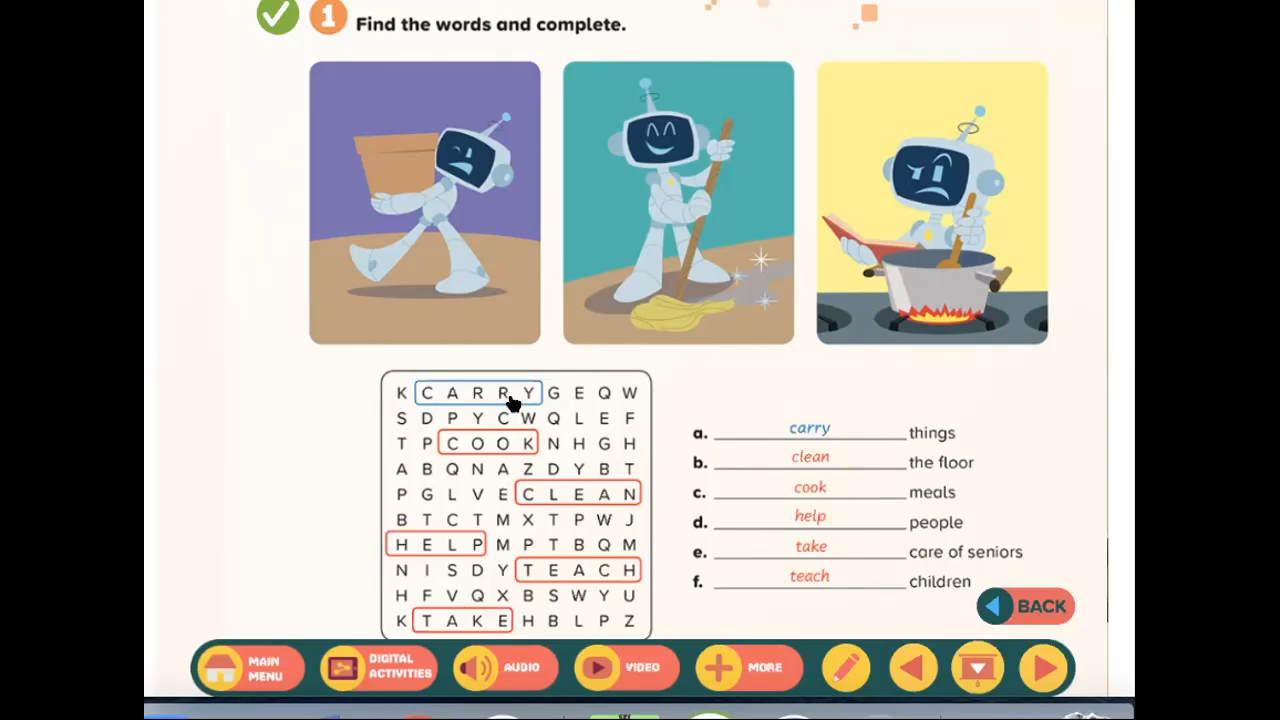 1 Find the words and complete.
K C A R R Y G E Q W
S D P Y C W Q L E F
T P C O O K N H G H
A B Q N A Z D Y B T
P G L V E C L E A N
B T C T M X T P W J
H E L P M P T B Q M
N I S D Y T E A C H
H F V Q X B S W Y U
K T A K E H B L P Z
a. carry things
b. clean the floor
c. cook meals
d. help people
e. take care of seniors
f. teach children
BACK
MAIN MENU
DIGITAL ACTIVITIES
AUDIO
VIDEO
MORE